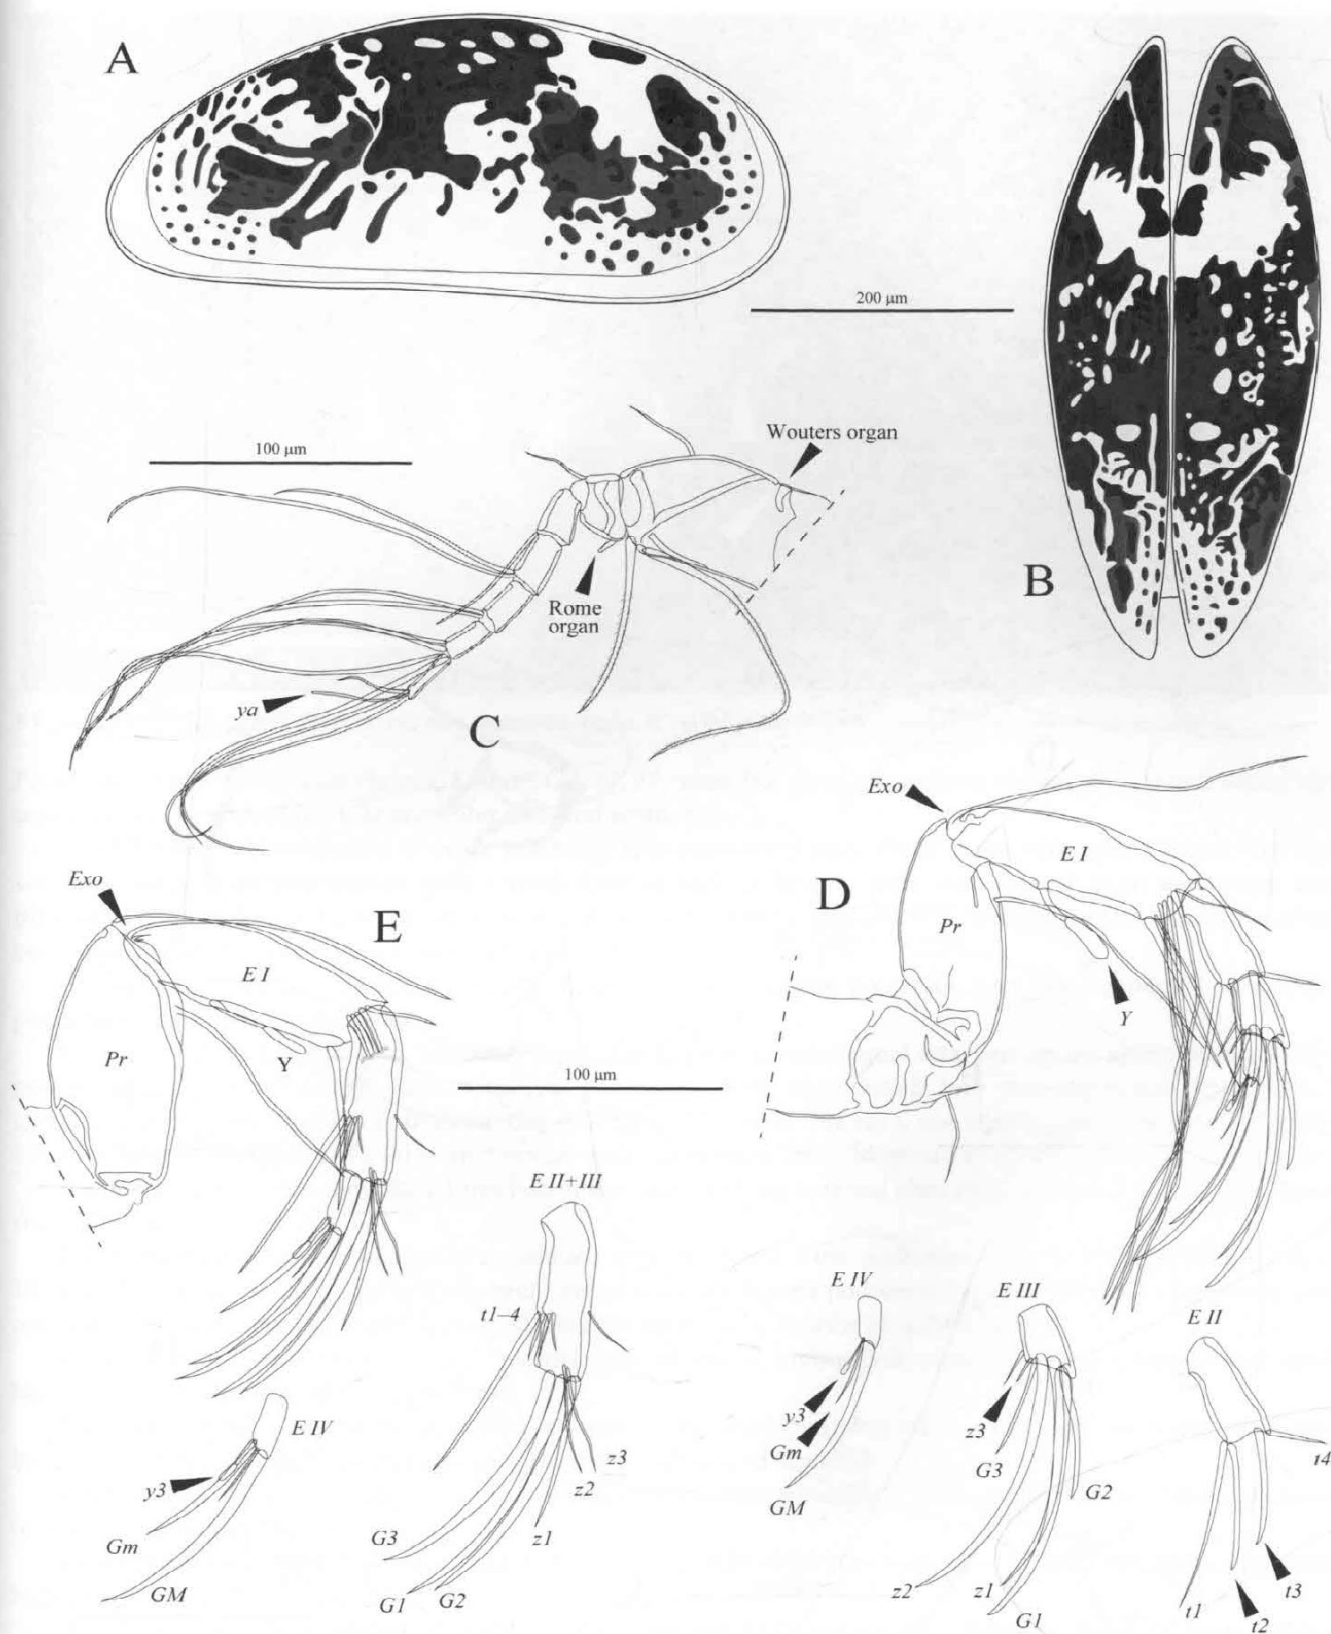 A
200 µm
B
100 µm
Wouters organ
Rome
organ
ya
C
Exo
E I
D
Pr
Y
Exo
E
E I
Pr
Y
100 µm
E II+III
t1–4
z3
z2
z1
G3
G1
G2
E IV
y3
Gm
GM
E IV
y3
Gm
GM
E III
z3
G3
G2
z2
z1
G1
E II
t4
t3
t2
t1